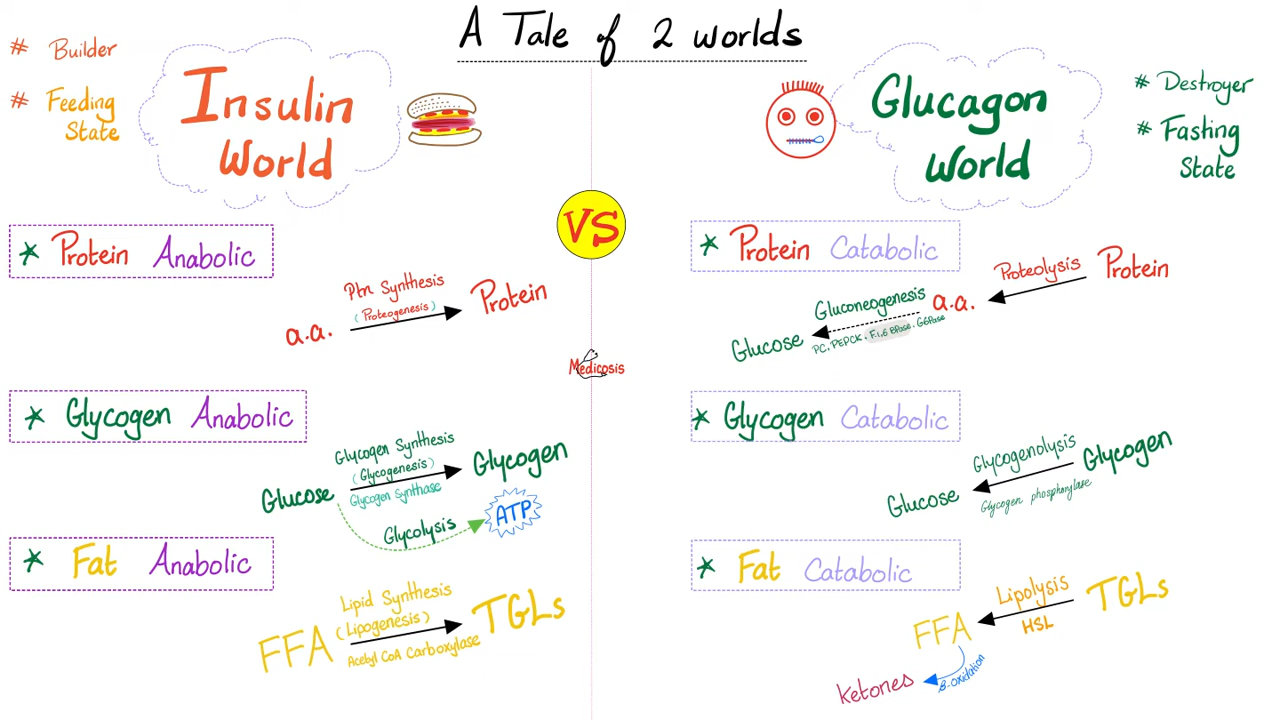 A Tale of 2 worlds
# Builder
# Feeding
State
Insulin
World
* Protein Anabolic
a.a.
Ptn Synthesis
(Proteogenesis)
Protein
* Glycogen Anabolic
Glucose
Glycogen Synthesis
(Glycogenesis)
Glycogen Synthase
Glycogen
Glycolysis
ATP
* Fat Anabolic
FFA
Lipid Synthesis
(Lipogenesis)
Acetyl CoA Carboxylase
TGLs
VS
Medicosis
Glucagon
World
# Destroyer
# Fasting
State
* Protein Catabolic
Protein
Proteolysis
a.a.
Gluconeogenesis
PC, PEPCK, F-1,6 BPase, G6Pase
Glucose
* Glycogen Catabolic
Glycogen
Glycogenolysis
Glycogen phosphorylase
Glucose
* Fat Catabolic
TGLs
Lipolysis
HSL
FFA
β-oxidation
Ketones